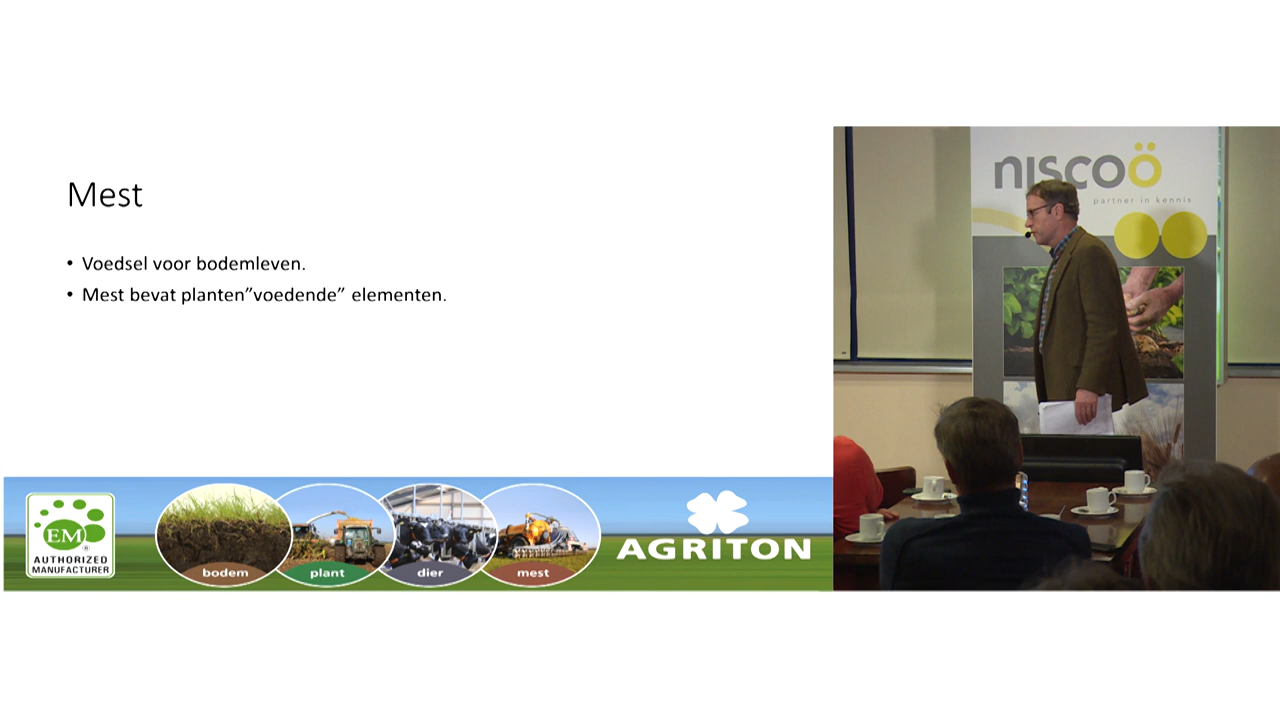 Mest
• Voedsel voor bodemleven.
• Mest bevat planten”voedende” elementen.
EM®
AUTHORIZED
MANUFACTURER
bodem
plant
dier
mest
AGRITON
niscoö
partner in kennis